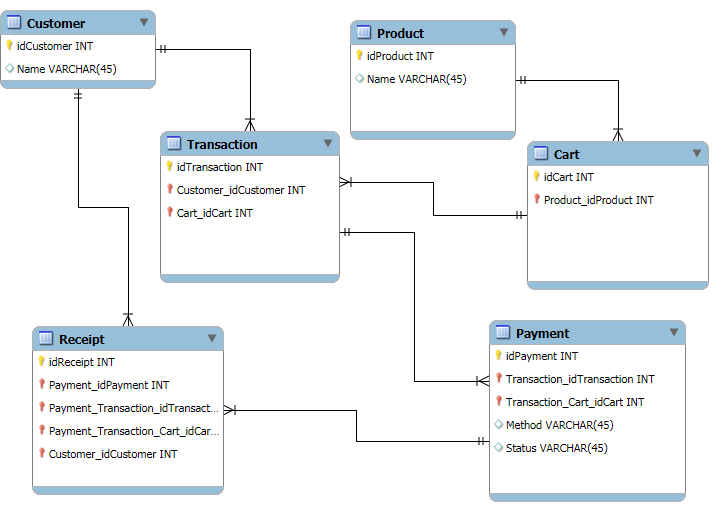 Customer
idCustomer INT
Name VARCHAR(45)
Product
idProduct INT
Name VARCHAR(45)
Transaction
idTransaction INT
Customer_idCustomer INT
Cart_idCart INT
Cart
idCart INT
Product_idProduct INT
Receipt
idReceipt INT
Payment_idPayment INT
Payment_Transaction_idTransact...
Payment_Transaction_Cart_idCar...
Customer_idCustomer INT
Payment
idPayment INT
Transaction_idTransaction INT
Transaction_Cart_idCart INT
Method VARCHAR(45)
Status VARCHAR(45)